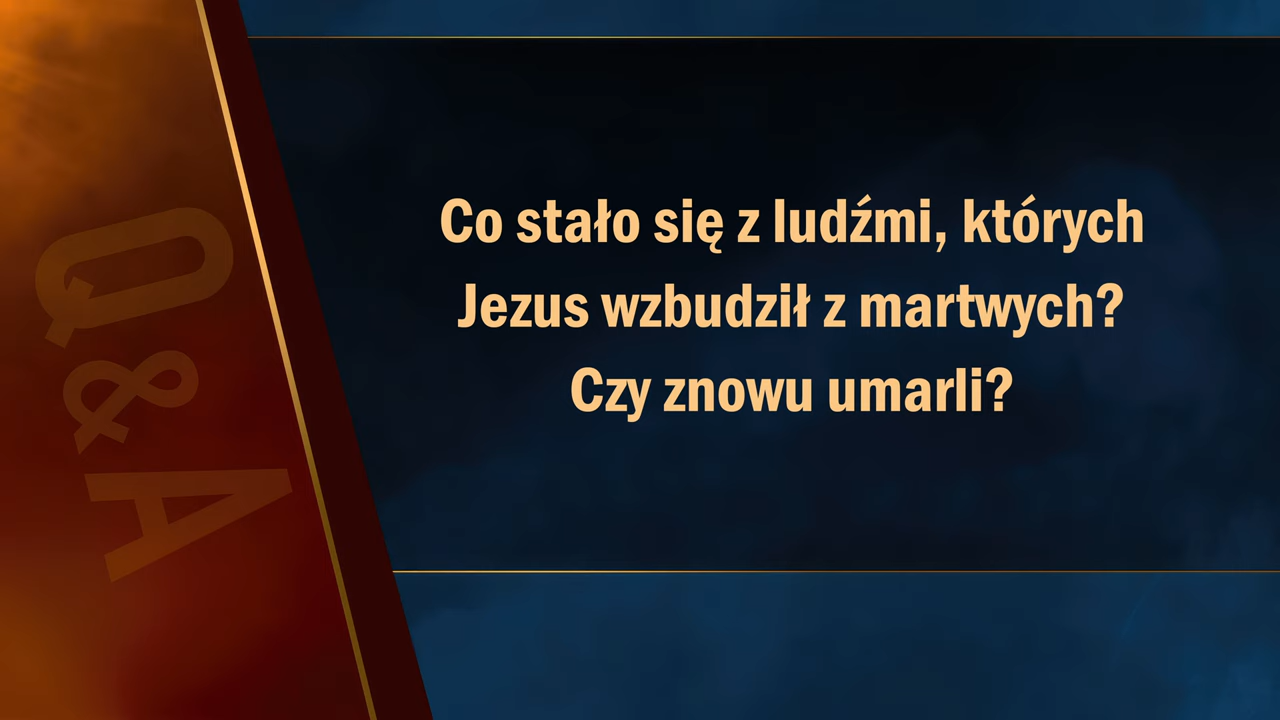 Q & A
Co stało się z ludźmi, których
Jezus wzbudził z martwych?
Czy znowu umarli?